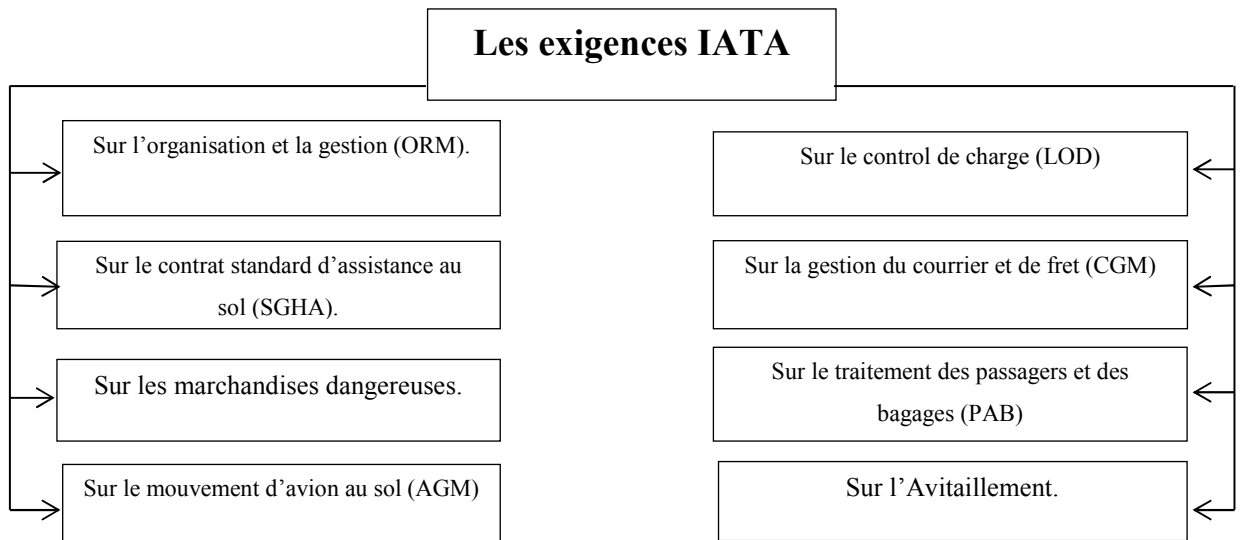 Les exigences IATA
Sur l’organisation et la gestion (ORM).
Sur le contrat standard d’assistance au
sol (SGHA).
Sur les marchandises dangereuses.
Sur le mouvement d’avion au sol (AGM)
Sur le control de charge (LOD)
Sur la gestion du courrier et de fret (CGM)
Sur le traitement des passagers et des
bagages (PAB)
Sur l’Avitaillement.